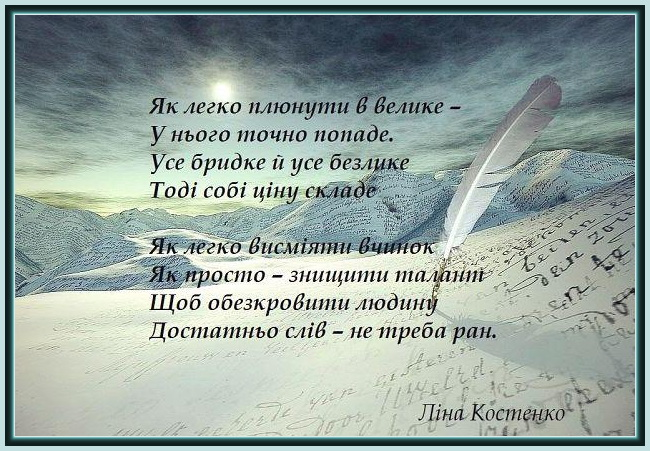 Як легко плюнути в велике –
У нього точно попаде.
Усе бридке й усе безлике
Тоді собі ціну складе
Як легко висміяти вчинок
Як просто – знищити талант
Щоб обезкровити людину
Достатньо слів – не треба ран.
Ліна Костенко